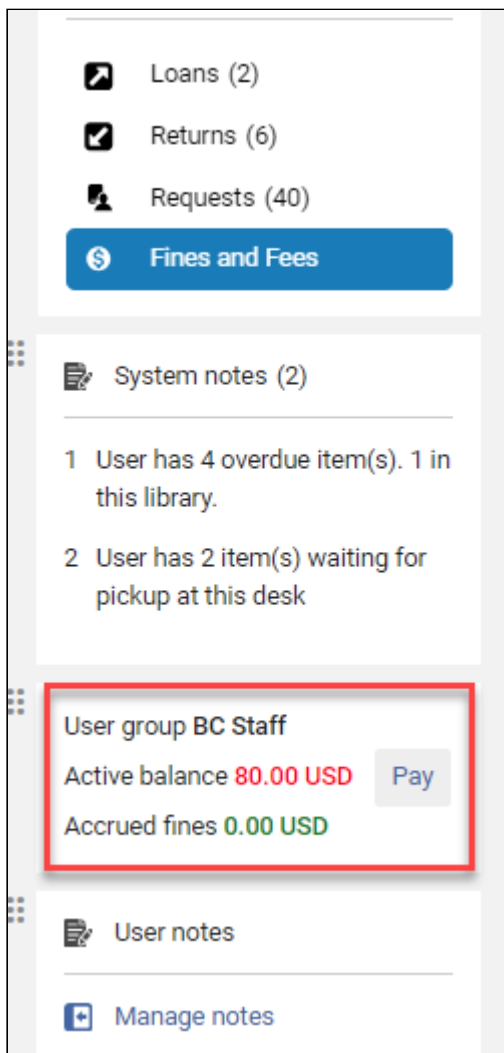 Loans (2)
Returns (6)
Requests (40)
Fines and Fees
System notes (2)
1 User has 4 overdue item(s). 1 in
this library.
2 User has 2 item(s) waiting for
pickup at this desk
User group BC Staff
Active balance 80.00 USD Pay
Accrued fines 0.00 USD
User notes
Manage notes